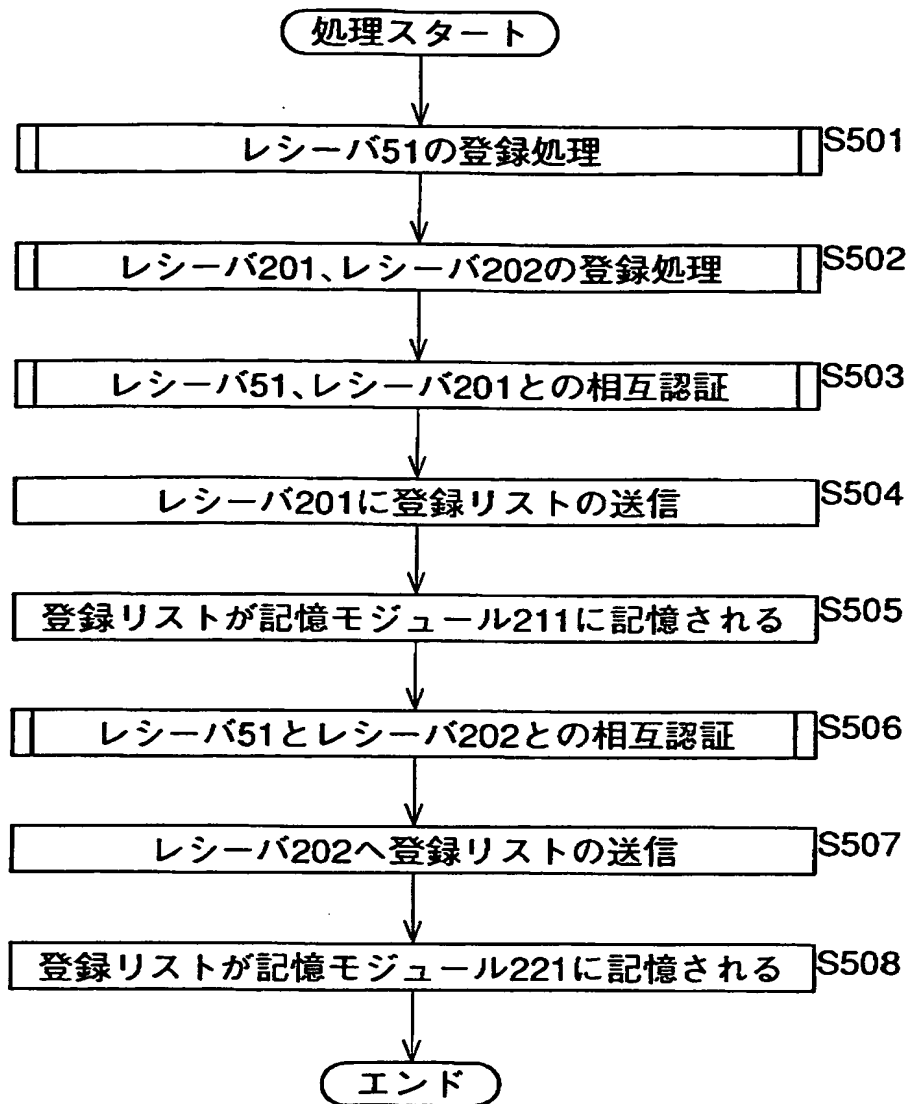 処理スタート
レシーバ51の登録処理 S501
レシーバ201、レシーバ202の登録処理 S502
レシーバ51、レシーバ201との相互認証 S503
レシーバ201に登録リストの送信 S504
登録リストが記憶モジュール211に記憶される S505
レシーバ51とレシーバ202との相互認証 S506
レシーバ202へ登録リストの送信 S507
登録リストが記憶モジュール221に記憶される S508
エンド